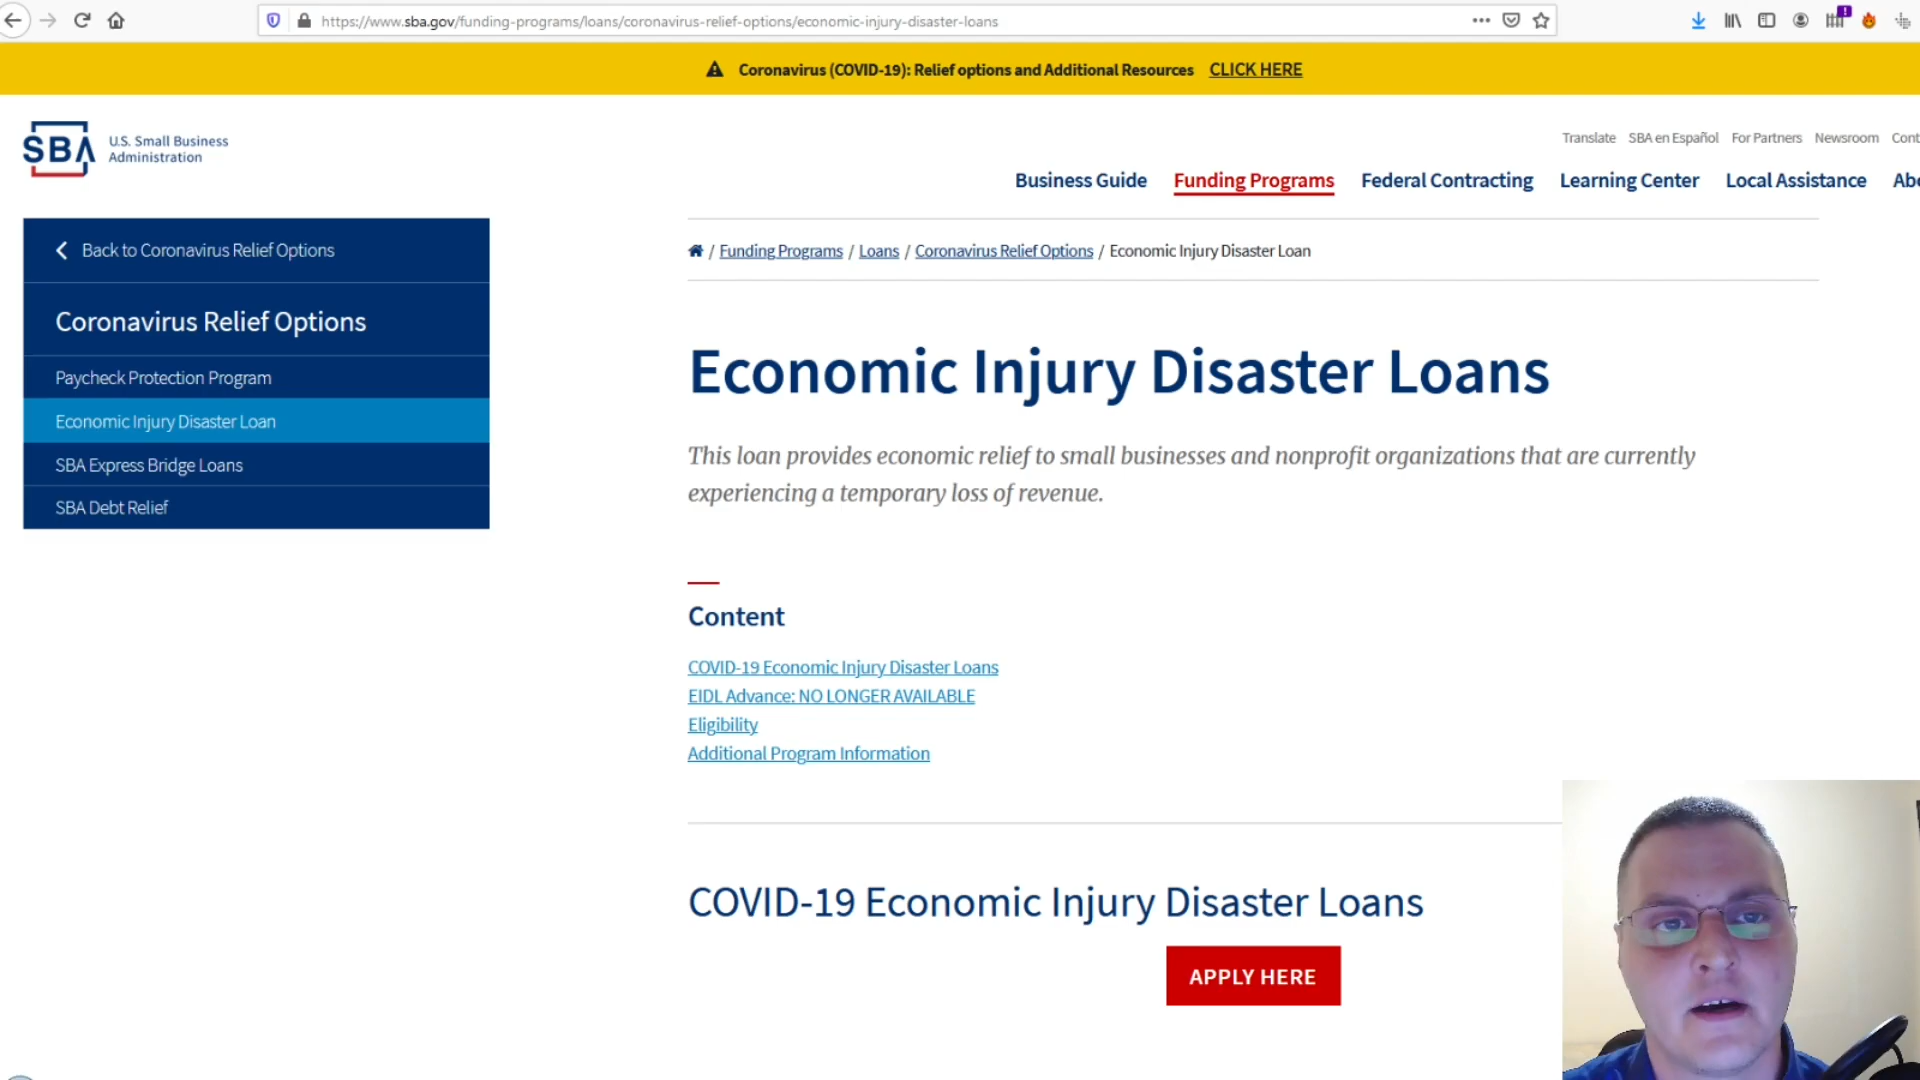 https://www.sba.gov/funding-programs/loans/coronavirus-relief-options/economic-injury-disaster-loans
Coronavirus (COVID-19): Relief options and Additional Resources CLICK HERE
SBA U.S. Small Business
Administration
Translate SBA en Español For Partners Newsroom Cont
Business Guide Funding Programs Federal Contracting Learning Center Local Assistance Abo
Back to Coronavirus Relief Options
/ Funding Programs / Loans / Coronavirus Relief Options / Economic Injury Disaster Loan
Coronavirus Relief Options
Paycheck Protection Program
Economic Injury Disaster Loan
SBA Express Bridge Loans
SBA Debt Relief
Economic Injury Disaster Loans
This loan provides economic relief to small businesses and nonprofit organizations that are currently
experiencing a temporary loss of revenue.
Content
COVID-19 Economic Injury Disaster Loans
EIDL Advance: NO LONGER AVAILABLE
Eligibility
Additional Program Information
COVID-19 Economic Injury Disaster Loans
APPLY HERE